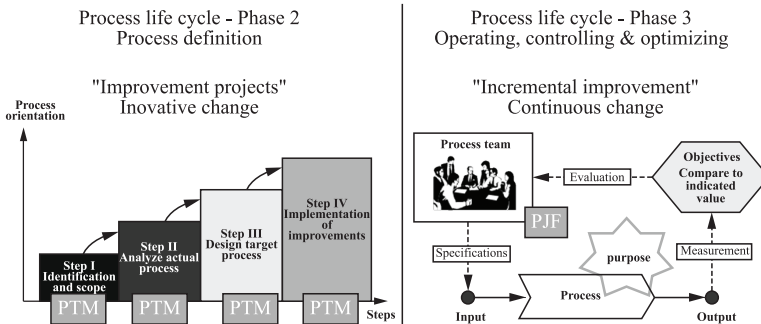 Process life cycle - Phase 2
Process definition
"Improvement projects"
Inovative change
Process
orientation
Step I
Identification
and scope
PTM
Step II
Analyze actual
process
PTM
Step III
Design target
process
PTM
Step IV
Implementation
of
improvements
PTM
Steps
Process life cycle - Phase 3
Operating, controlling & optimizing
"Incremental improvement"
Continuous change
Process team
PJF
Evaluation
Objectives
Compare to
indicated
value
Specifications
purpose
Measurement
Process
Input
Output